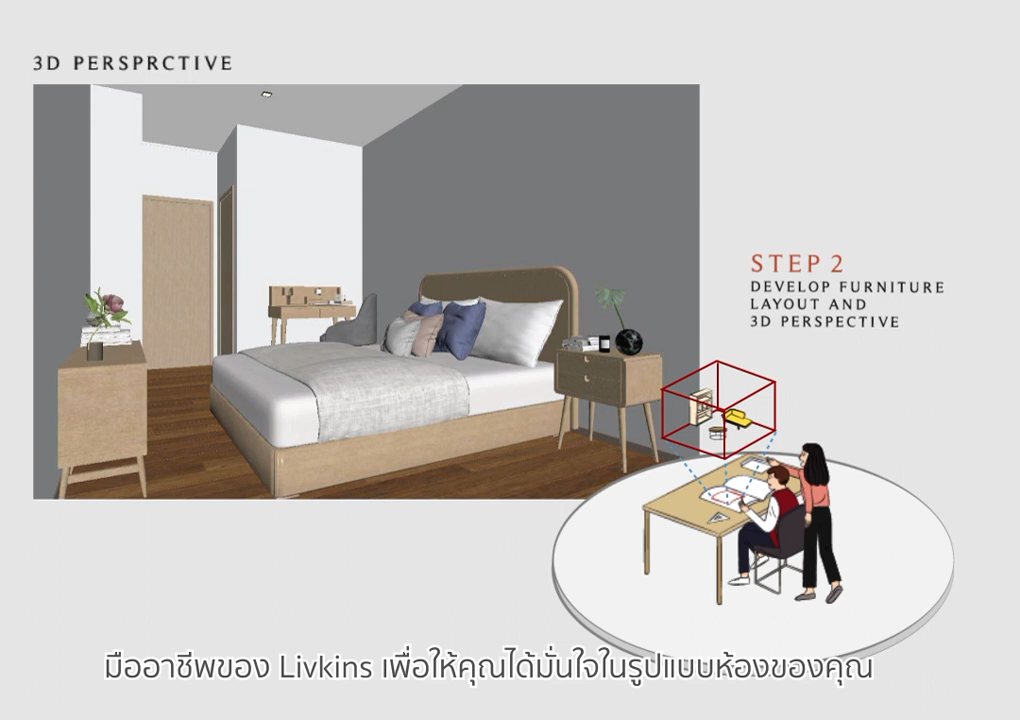 3D PERSPRCTIVE
STEP 2
DEVELOP FURNITURE
LAYOUT AND
3D PERSPECTIVE
มืออาชีพของ Livkins เพื่อให้คุณได้มั่นใจในรูปแบบห้องของคุณ